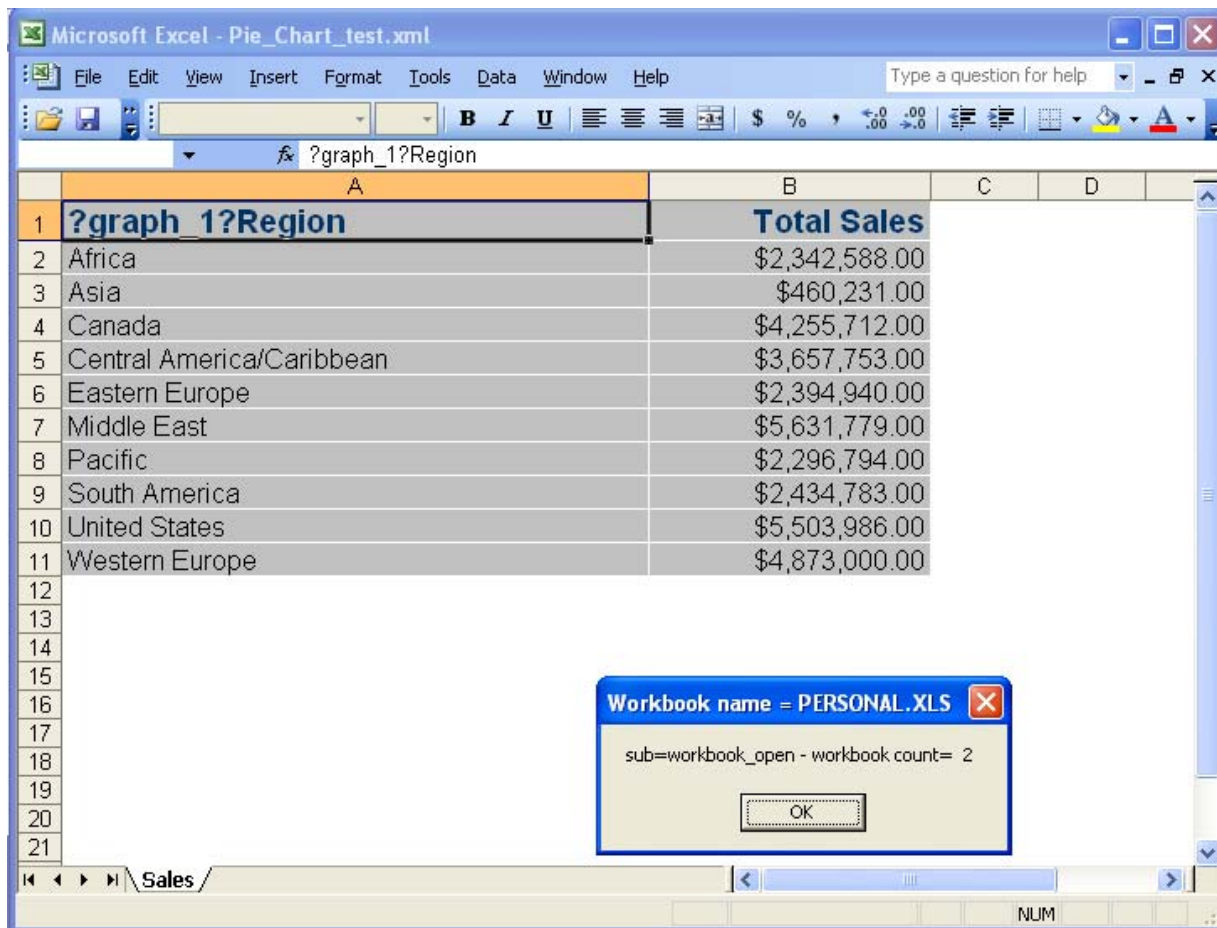 Microsoft Excel - Pie_Chart_test.xml
File Edit View Insert Format Tools Data Window Help Type a question for help
B I U $ % , .00 .00 A
fx ?graph_1?Region
A B C D
1 ?graph_1?Region Total Sales
2 Africa $2,342,588.00
3 Asia $460,231.00
4 Canada $4,255,712.00
5 Central America/Caribbean $3,657,753.00
6 Eastern Europe $2,394,940.00
7 Middle East $5,631,779.00
8 Pacific $2,296,794.00
9 South America $2,434,783.00
10 United States $5,503,986.00
11 Western Europe $4,873,000.00
12
13
14
15
16
17
18
19
20
21
Workbook name = PERSONAL.XLS
sub=workbook_open - workbook count= 2
OK
Sales
NUM